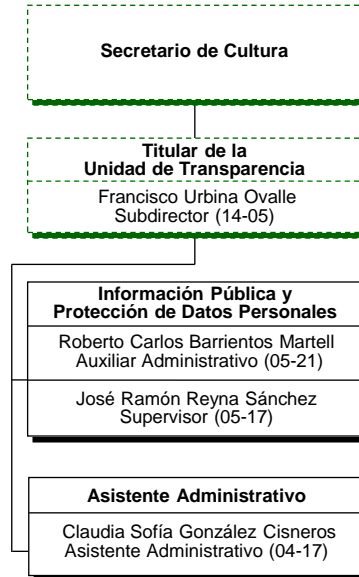 Secretario de Cultura
Titular de la
Unidad de Transparencia
Francisco Urbina Ovalle
Subdirector (14-05)
Información Pública y
Protección de Datos Personales
Roberto Carlos Barrientos Martell
Auxiliar Administrativo (05-21)
José Ramón Reyna Sánchez
Supervisor (05-17)
Asistente Administrativo
Claudia Sofía González Cisneros
Asistente Administrativo (04-17)